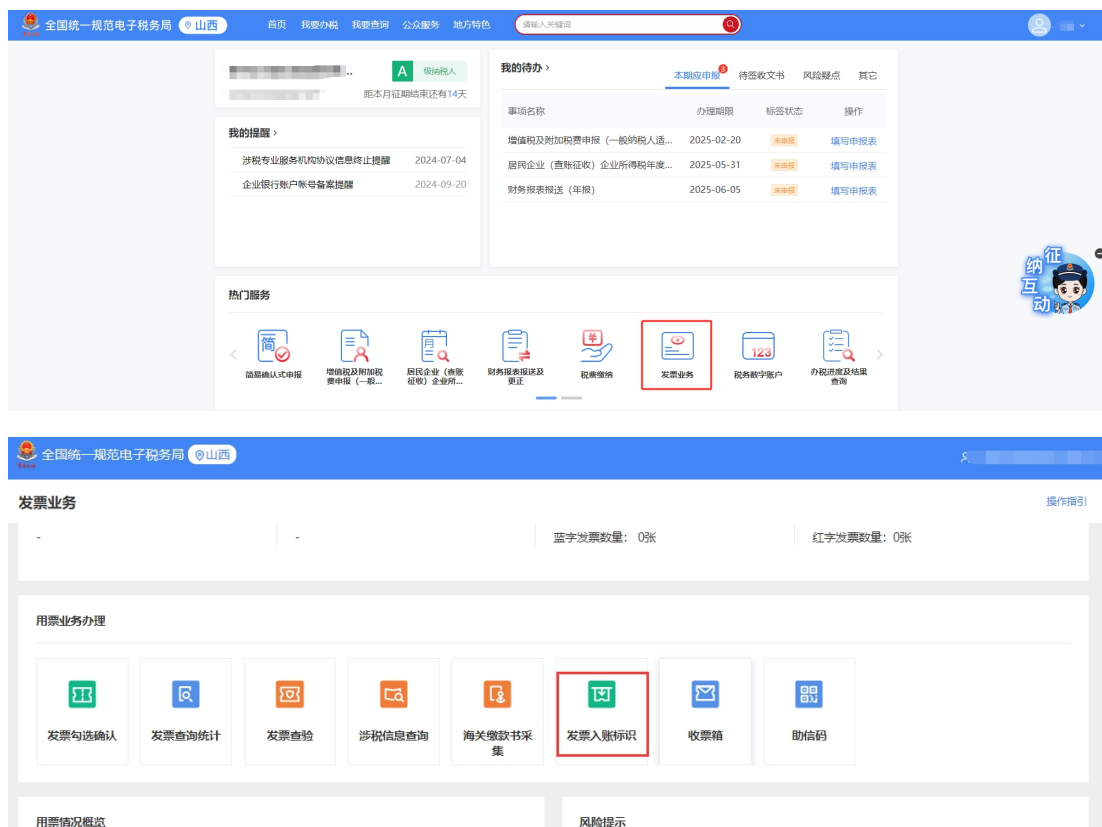 全国统一规范电子税务局 山西 首页 我要办税 我要查询 公众服务 地方特色 请输入关键词
.. A 级纳税人
距本月征期结束还有14天
我的提醒 ›
涉税专业服务机构协议信息终止提醒 2024-07-04
企业银行账户帐号备案提醒 2024-09-20
我的待办 › 本期应申报 3 待签收文书 风险疑点 其它
事项名称 办理期限 标签状态 操作
增值税及附加税费申报（一般纳税人适... 2025-02-20 未申报 填写申报表
居民企业（查账征收）企业所得税年度... 2025-05-31 未申报 填写申报表
财务报表报送（年报） 2025-06-05 未申报 填写申报表
征纳互动
热门服务
简易确认式申报
增值税及附加税费申报（一般...
居民企业（查账征收）企业所...
财务报表报送及更正
税费缴纳
发票业务
税务数字账户
办税进度及结果查询
全国统一规范电子税务局 山西
发票业务 操作指引
- - 蓝字发票数量： 0张 红字发票数量：0张
用票业务办理
发票勾选确认 发票查询统计 发票查验 涉税信息查询 海关缴款书采集 发票入账标识 收票箱 助信码
用票情况概览 风险提示